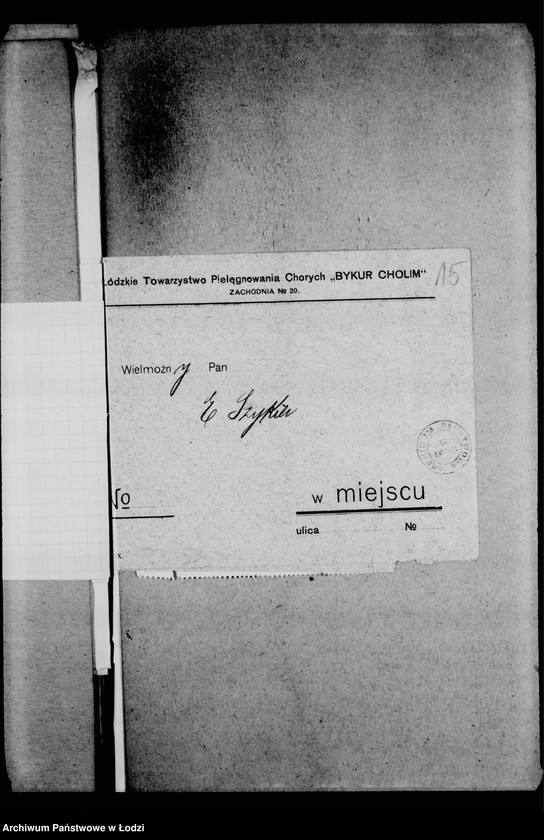 Łódzkie Towarzystwo Pielęgnowania Chorych „BYKUR CHOLIM"
ZACHODNIA № 20.
15
Wielmożny Pan
E Szykier
No
w miejscu
ulica №
Archiwum Państwowe w Łodzi